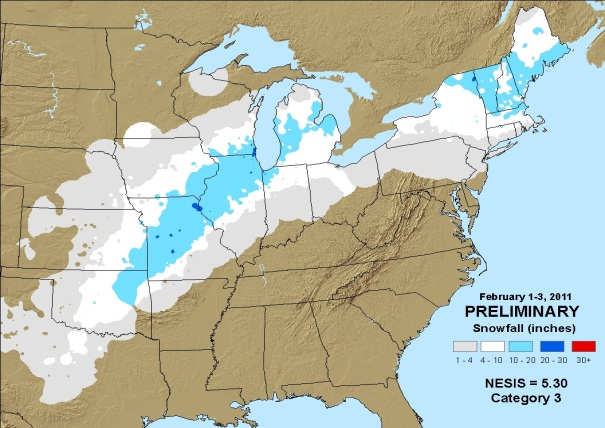 February 1-3, 2011
PRELIMINARY
Snowfall (inches)
1 - 4 4 - 10 10 - 20 20 - 30 30+
NESIS = 5.30
Category 3